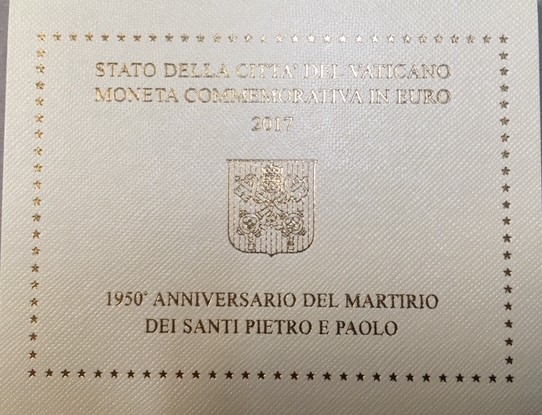 STATO DELLA CITTA' DEL VATICANO
MONETA COMMEMORATIVA IN EURO
2017
1950° ANNIVERSARIO DEL MARTIRIO
DEI SANTI PIETRO E PAOLO